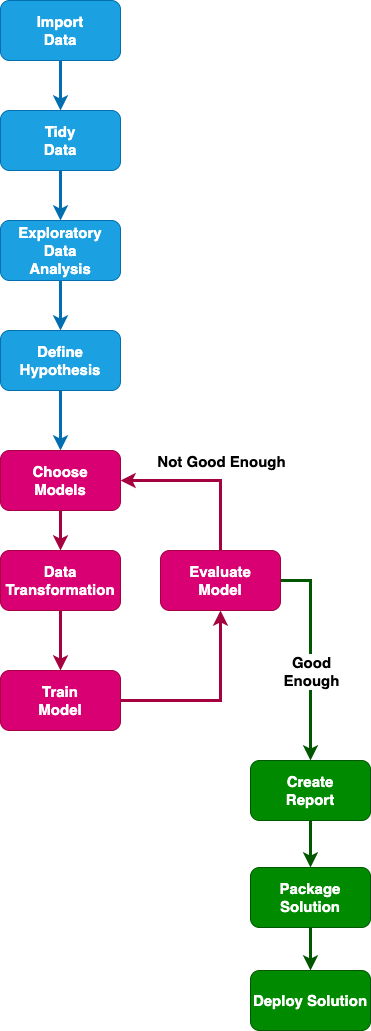 Import
Data
Tidy
Data
Exploratory
Data
Analysis
Define
Hypothesis
Choose
Models
Not Good Enough
Data
Transformation
Evaluate
Model
Train
Model
Good
Enough
Create
Report
Package
Solution
Deploy Solution